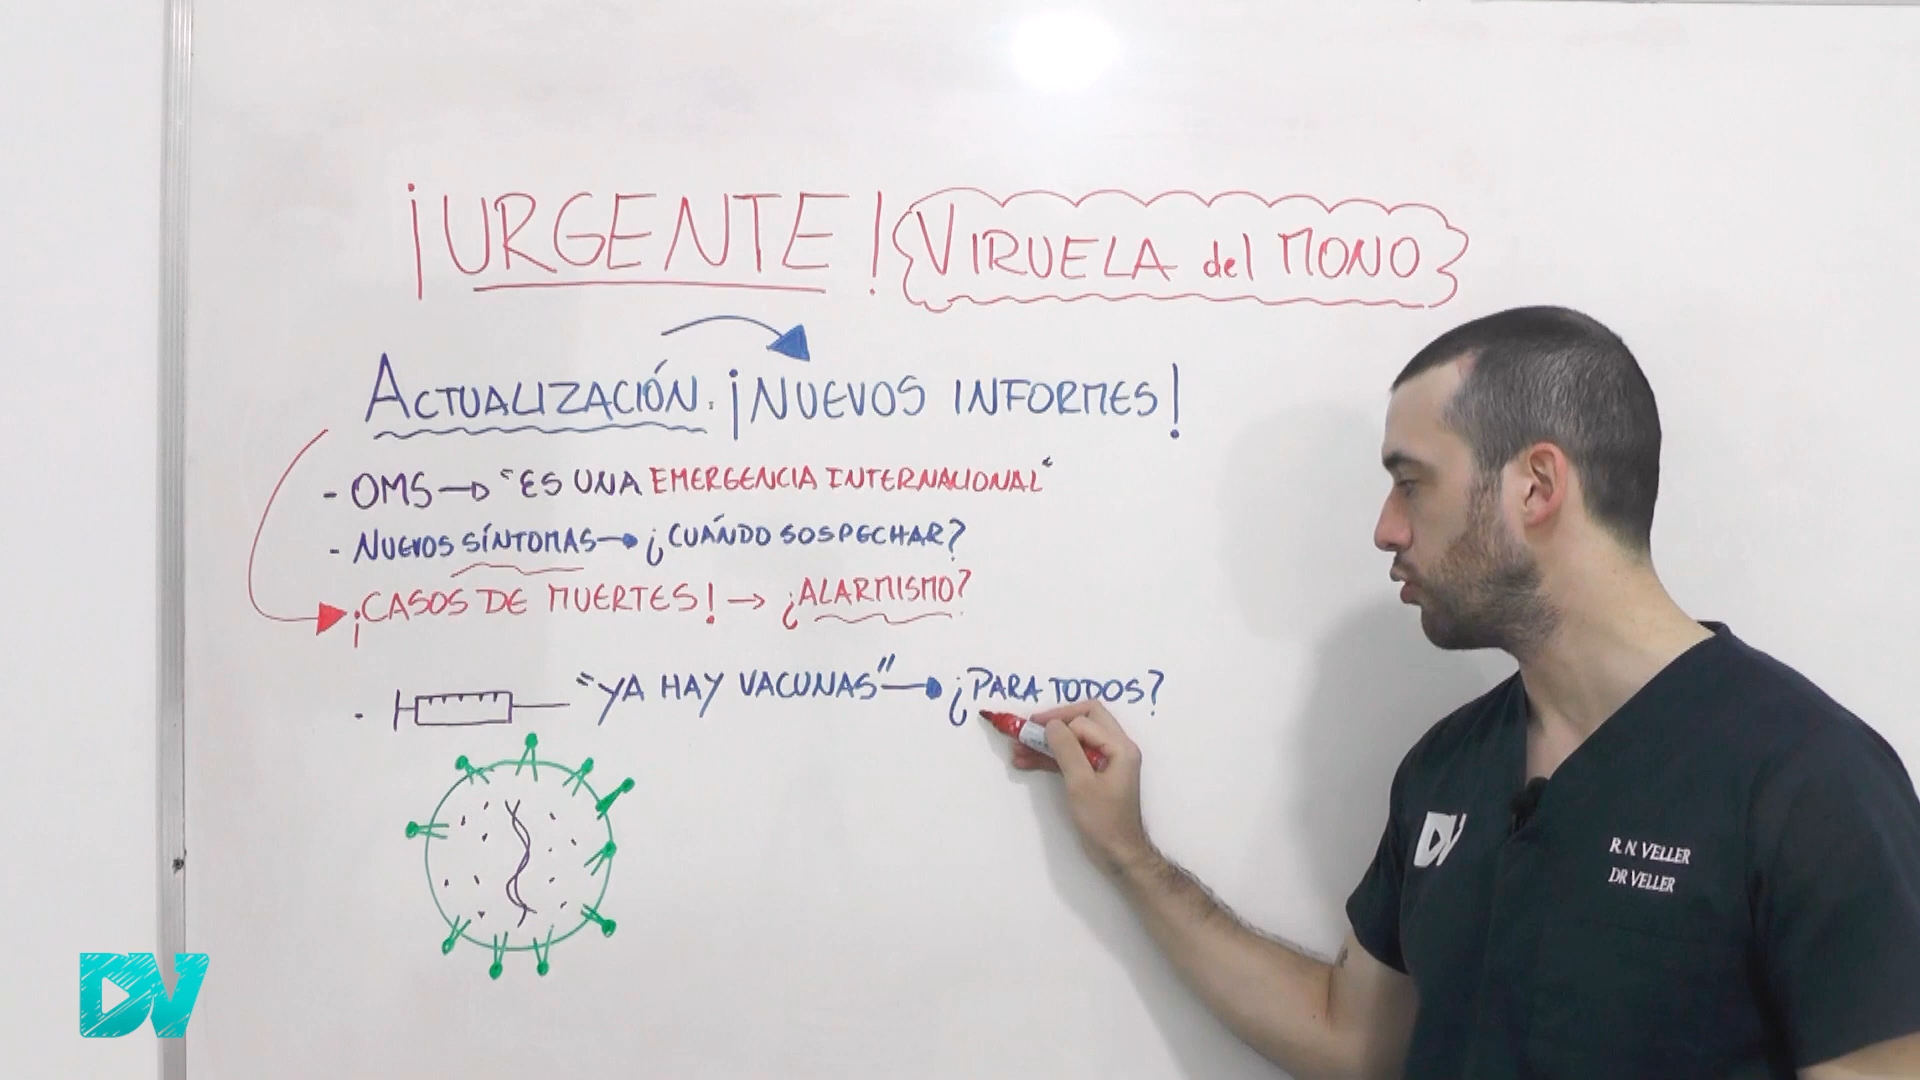 ¡URGENTE! VIRUELA del MONO
ACTUALIZACIÓN: ¡NUEVOS INFORMES!
- OMS → "ES UNA EMERGENCIA INTERNACIONAL"
- NUEVOS SÍNTOMAS → ¿CUÁNDO SOSPECHAR?
¡CASOS DE MUERTES! → ¿ALARMISMO?
- "YA HAY VACUNAS" → ¿PARA TODOS?
DV
R. N. VELLER
DR VELLER
DV